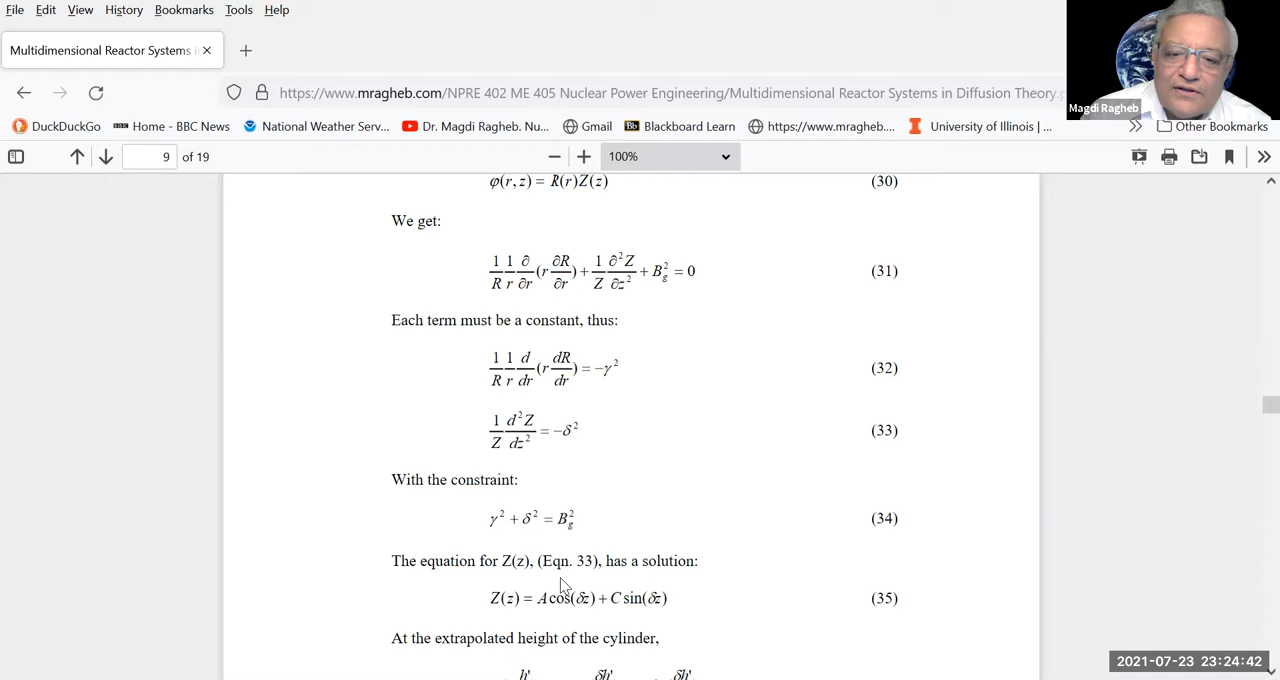 File Edit View History Bookmarks Tools Help
Multidimensional Reactor Systems i
https://www.mragheb.com/NPRE 402 ME 405 Nuclear Power Engineering/Multidimensional Reactor Systems in Diffusion Theory.p
Magdi Ragheb
DuckDuckGo Home - BBC News National Weather Serv... Dr. Magdi Ragheb. Nu... Gmail Blackboard Learn https://www.mragheb.... University of Illinois |... Other Bookmarks
9 of 19 100%
φ(r,z) = R(r)Z(z) (30)
We get:
1/R 1/r ∂/∂r (r ∂R/∂r) + 1/Z ∂²Z/∂z² + B_g² = 0 (31)
Each term must be a constant, thus:
1/R 1/r d/dr (r dR/dr) = −γ² (32)
1/Z d²Z/dz² = −δ² (33)
With the constraint:
γ² + δ² = B_g² (34)
The equation for Z(z), (Eqn. 33), has a solution:
Z(z) = A cos(δz) + C sin(δz) (35)
At the extrapolated height of the cylinder,
h' δh' δh'
2021-07-23 23:24:42